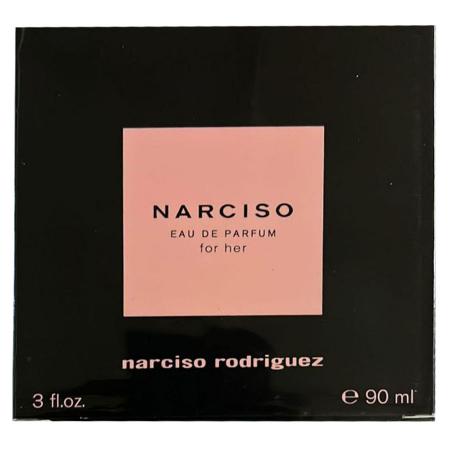 NARCISO
EAU DE PARFUM
for her
narciso rodriguez
3 fl.oz. ℮ 90 ml